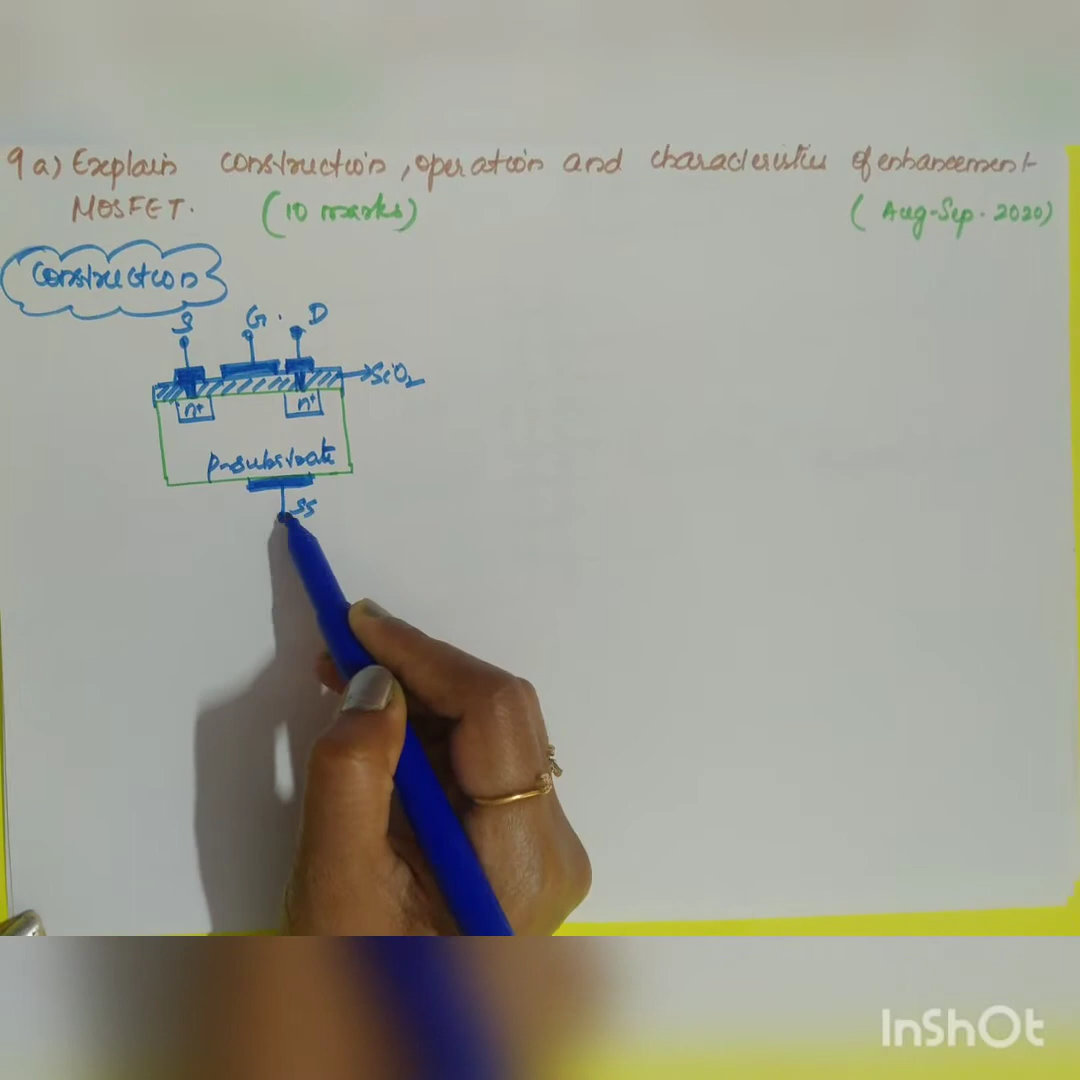 9 a) Explain construction, operation and characteristics of enhancement
MOSFET. (10 marks) (Aug-Sep. 2020)
Construction
S G. D
SiO2
n+ n+
p-substrate
SS
InShOt